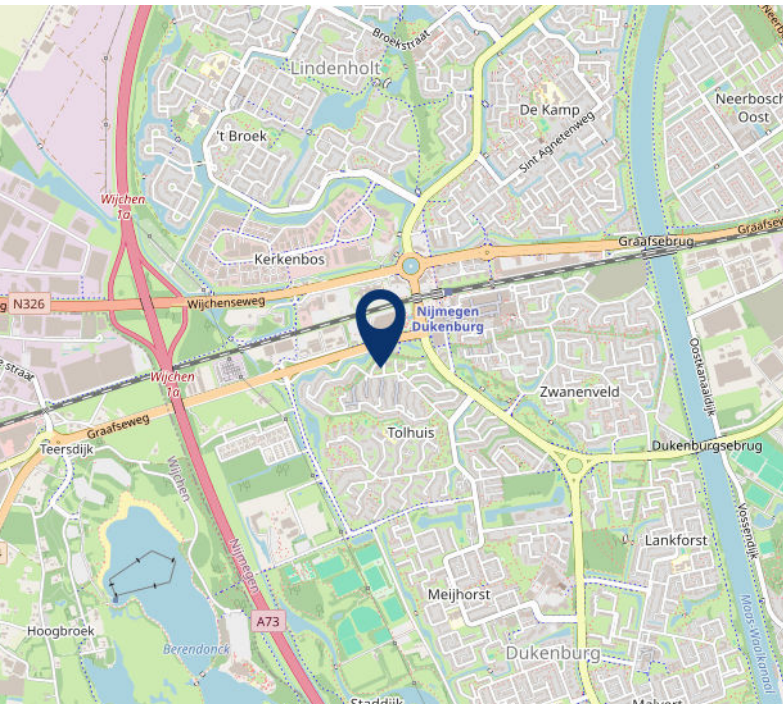 Broekstraat
Lindenholt
De Kamp
Neerbosch
Oost
't Broek
Sint Agnetenweg
Wijchen
1a
Graafsebrug
Kerkenbos
N326
Wijchenseweg
Nijmegen
Dukenburg
Wijchen
1a
Oostkanaaldijk
Zwanenveld
Graafseweg
Tolhuis
Teersdijk
Dukenburgsebrug
Wijchen
Nijmegen
Vossendijk
Lankforst
Meijhorst
A73
Hoogbroek
Berendonck
Dukenburg
Maas-Waalkanaal
Staddijk
Malvert